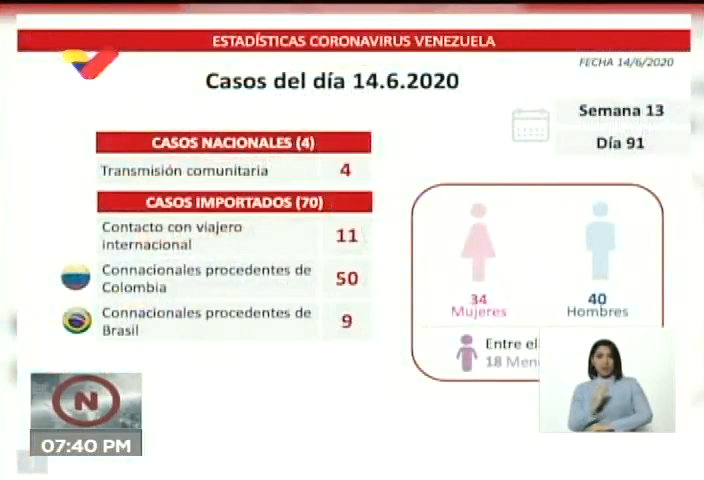 ESTADÍSTICAS CORONAVIRUS VENEZUELA
FECHA 14/6/2020
Casos del día 14.6.2020
Semana 13
Día 91
CASOS NACIONALES (4)
Transmisión comunitaria 4
CASOS IMPORTADOS (70)
Contacto con viajero
internacional
11
Connacionales procedentes de
Colombia
50
Connacionales procedentes de
Brasil
9
34
Mujeres
40
Hombres
Entre
18
N
07:40 PM